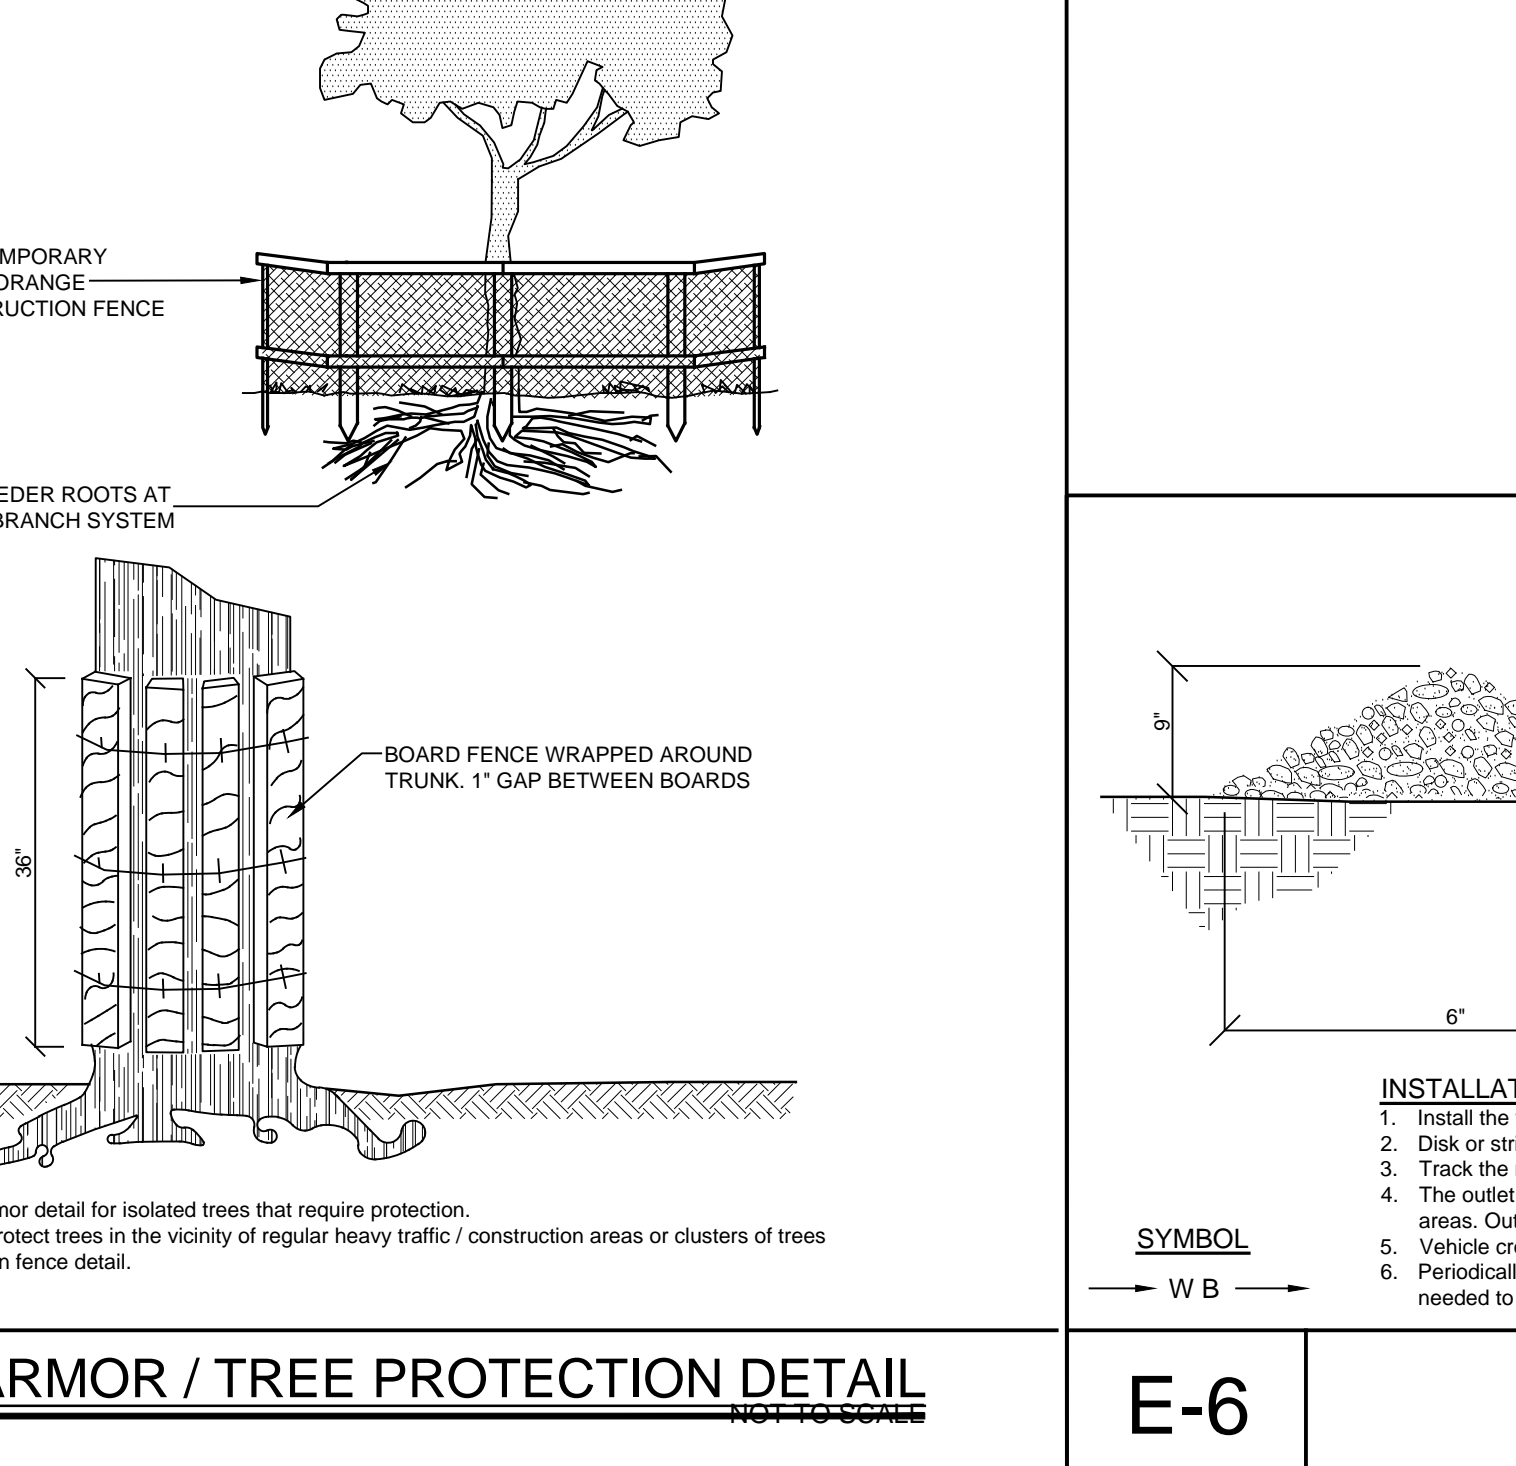 MPORARY
ORANGE
RUCTION FENCE
EDER ROOTS AT
BRANCH SYSTEM
36"
BOARD FENCE WRAPPED AROUND
TRUNK. 1" GAP BETWEEN BOARDS
mor detail for isolated trees that require protection.
rotect trees in the vicinity of regular heavy traffic / construction areas or clusters of trees
n fence detail.
ARMOR / TREE PROTECTION DETAIL
NOT TO SCALE
9"
6"
INSTALLAT
1. Install the
2. Disk or stri
3. Track the
4. The outlet
areas. Out
5. Vehicle cr
6. Periodicall
needed to
SYMBOL
W B
E-6